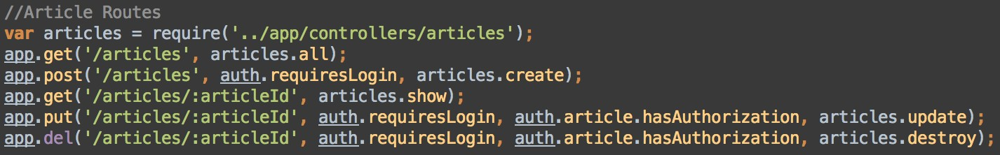 //Article Routes
var articles = require('../app/controllers/articles');
app.get('/articles', articles.all);
app.post('/articles', auth.requiresLogin, articles.create);
app.get('/articles/:articleId', articles.show);
app.put('/articles/:articleId', auth.requiresLogin, auth.article.hasAuthorization, articles.update);
app.del('/articles/:articleId', auth.requiresLogin, auth.article.hasAuthorization, articles.destroy);